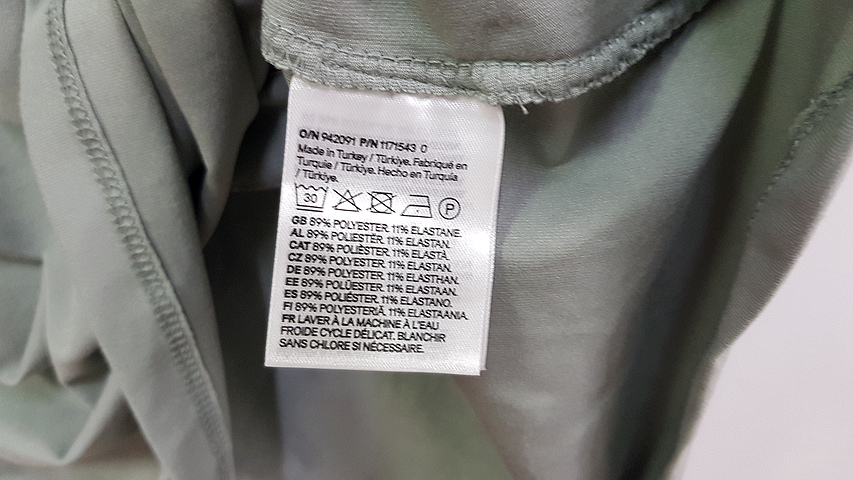 O/N 942091 P/N 1171543 0
Made in Turkey / Türkiye. Fabriqué en
Turquie / Türkiye. Hecho en Turquia
/ Türkiye.
30 P
GB 89% POLYESTER. 11% ELASTANE.
AL 89% POLIESTËR. 11% ELASTAN.
CAT 89% POLIÈSTER. 11% ELASTÀ.
CZ 89% POLYESTER. 11% ELASTAN.
DE 89% POLYESTER. 11% ELASTHAN.
EE 89% POLÜESTER. 11% ELASTAAN.
ES 89% POLIÉSTER. 11% ELASTANO.
FI 89% POLYESTERIÄ. 11% ELASTAANIA.
FR LAVER À LA MACHINE À L'EAU
FROIDE CYCLE DÉLICAT. BLANCHIR
SANS CHLORE SI NÉCESSAIRE.